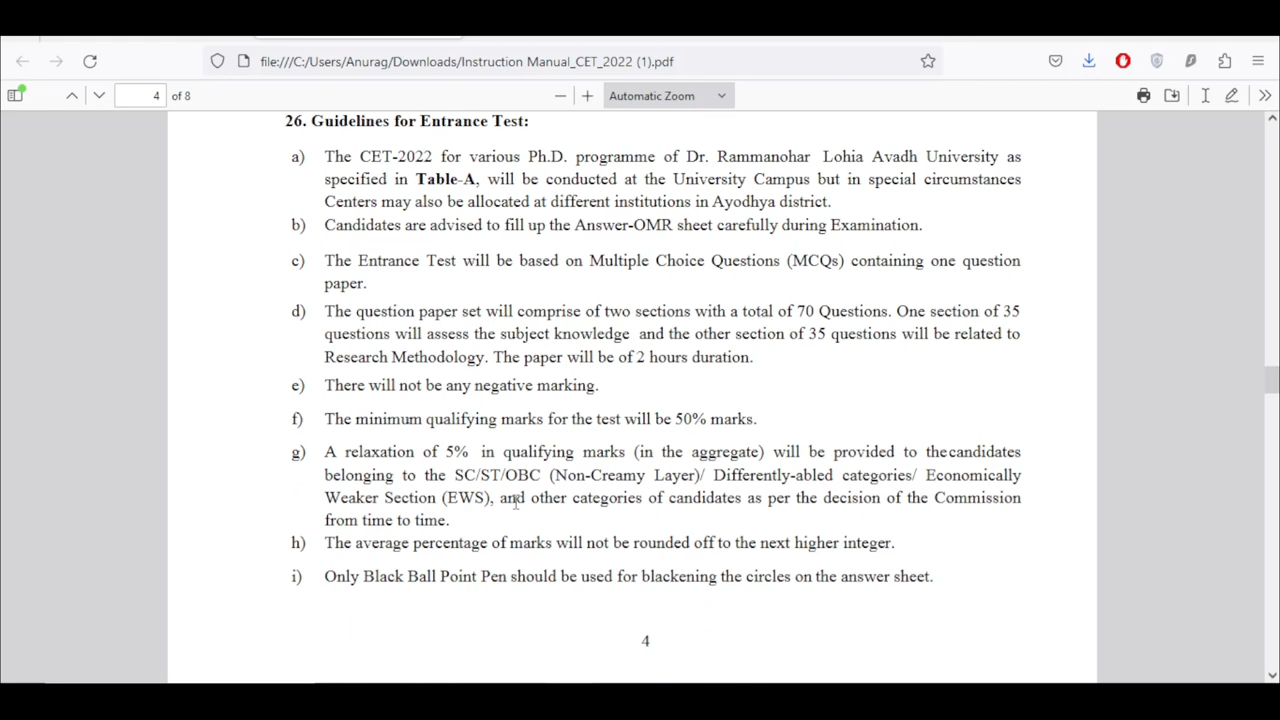 file:///C:/Users/Anurag/Downloads/Instruction Manual_CET_2022 (1).pdf
4 of 8
Automatic Zoom
26. Guidelines for Entrance Test:
a) The CET-2022 for various Ph.D. programme of Dr. Rammanohar Lohia Avadh University as
specified in Table-A, will be conducted at the University Campus but in special circumstances
Centers may also be allocated at different institutions in Ayodhya district.
b) Candidates are advised to fill up the Answer-OMR sheet carefully during Examination.
c) The Entrance Test will be based on Multiple Choice Questions (MCQs) containing one question
paper.
d) The question paper set will comprise of two sections with a total of 70 Questions. One section of 35
questions will assess the subject knowledge and the other section of 35 questions will be related to
Research Methodology. The paper will be of 2 hours duration.
e) There will not be any negative marking.
f) The minimum qualifying marks for the test will be 50% marks.
g) A relaxation of 5% in qualifying marks (in the aggregate) will be provided to thecandidates
belonging to the SC/ST/OBC (Non-Creamy Layer)/ Differently-abled categories/ Economically
Weaker Section (EWS), and other categories of candidates as per the decision of the Commission
from time to time.
h) The average percentage of marks will not be rounded off to the next higher integer.
i) Only Black Ball Point Pen should be used for blackening the circles on the answer sheet.
4